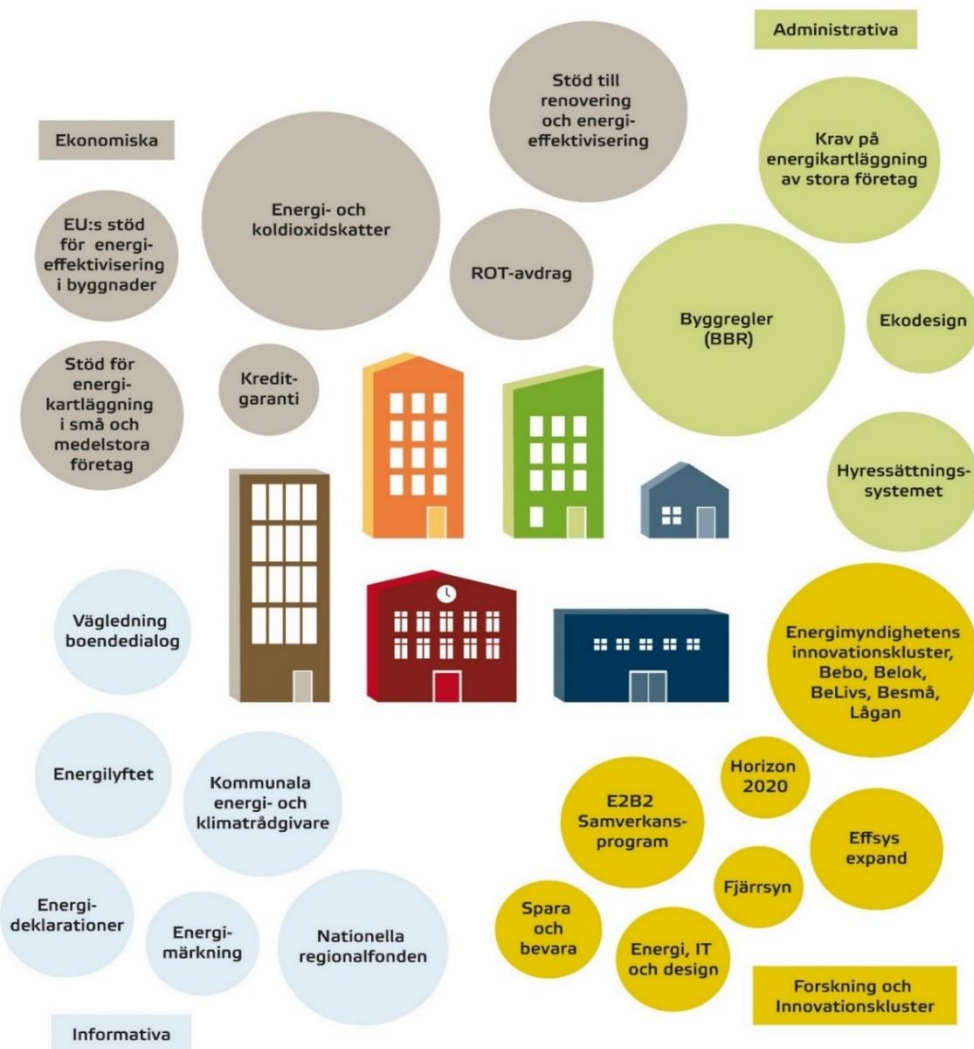 Administrativa
Stöd till
renovering
och energi-
effektivisering
Ekonomiska
Krav på
energikartläggning
av stora företag
Energi- och
koldioxidskatter
EU:s stöd
för energi-
effektivisering
i byggnader
ROT-avdrag
Byggregler
(BBR)
Ekodesign
Stöd för
energi-
kartläggning
i små och
medelstora
företag
Kredit-
garanti
Hyressättnings-
systemet
Vägledning
boendedialog
Energimyndighetens
innovationskluster,
Bebo, Belok,
BeLivs, Besmå,
Lågan
Energilyftet
Kommunala
energi- och
klimatrådgivare
Horizon
2020
E2B2
Samverkans-
program
Effsys
expand
Fjärrsyn
Energi-
deklarationer
Energi-
märkning
Nationella
regionalfonden
Spara
och
bevara
Energi, IT
och design
Forskning och
Innovationskluster
Informativa